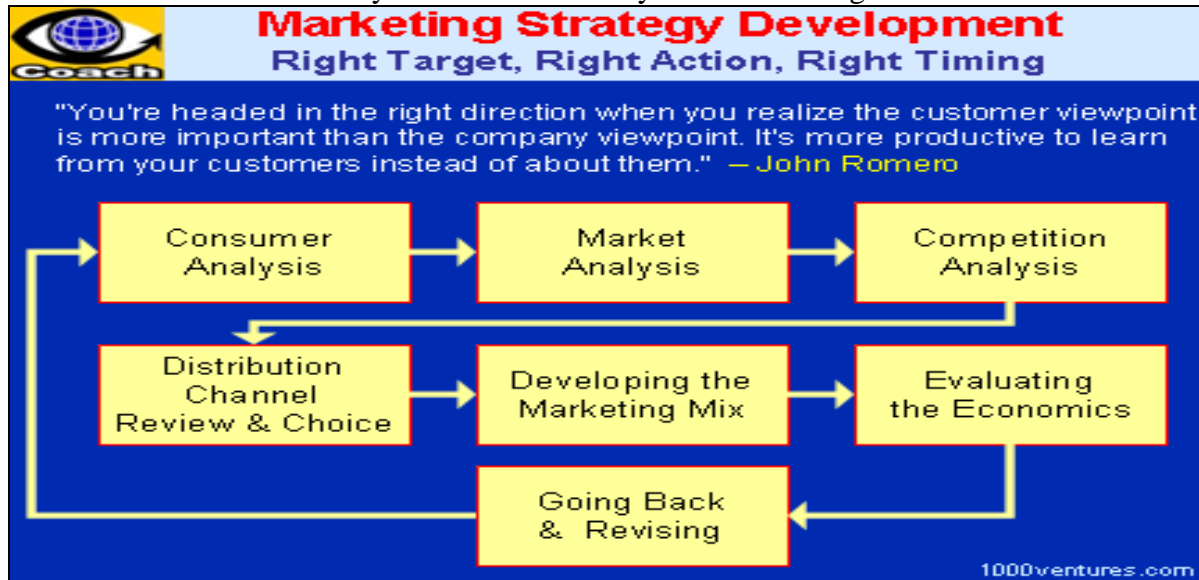 Marketing Strategy Development
Right Target, Right Action, Right Timing
Coach
"You're headed in the right direction when you realize the customer viewpoint
is more important than the company viewpoint. It's more productive to learn
from your customers instead of about them." – John Romero
Consumer
Analysis
Market
Analysis
Competition
Analysis
Distribution
Channel
Review & Choice
Developing the
Marketing Mix
Evaluating
the Economics
Going Back
& Revising
1000ventures.com